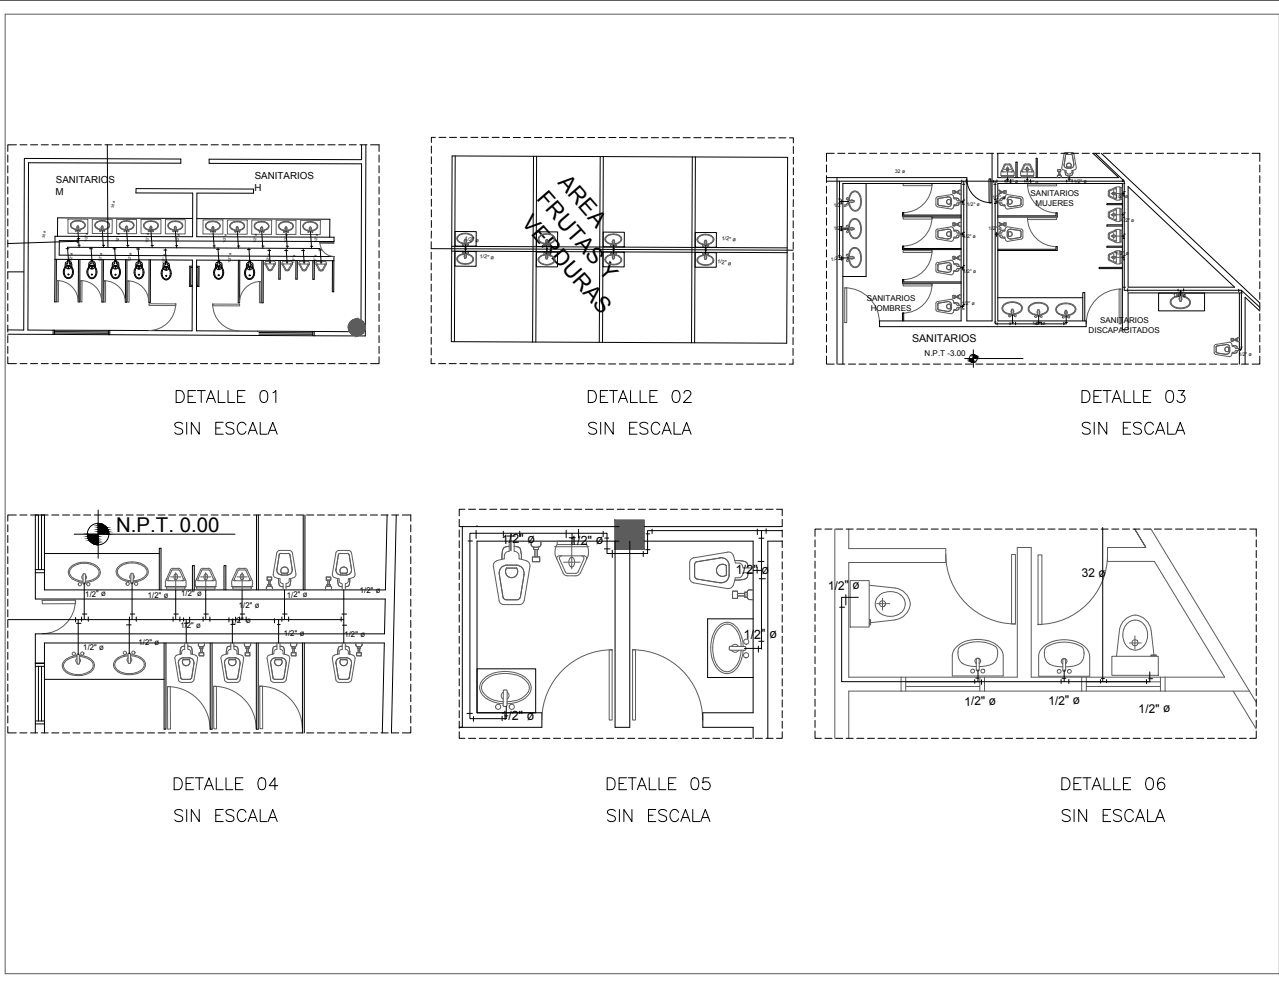 SANITARIOS
M
SANITARIOS
H
DETALLE 01
SIN ESCALA
AREA
FRUTAS Y
VERDURAS
1/2" ø
1/2" ø
1/2" ø
1/2" ø
DETALLE 02
SIN ESCALA
32 ø
SANITARIOS
MUJERES
SANITARIOS
HOMBRES
SANITARIOS
DISCAPACITADOS
SANITARIOS
N.P.T -3.00
DETALLE 03
SIN ESCALA
N.P.T. 0.00
1/2" ø
1/2" ø
1/2" ø
1/2" ø
1/2" ø
1/2" ø
1/2" ø
1/2" ø
1/2" ø
1/2" ø
1/2" ø
1/2" ø
DETALLE 04
SIN ESCALA
1/2" ø
1/2" ø
1/2" ø
1/2" ø
1/2" ø
DETALLE 05
SIN ESCALA
32 ø
1/2" ø
1/2" ø
1/2" ø
1/2" ø
DETALLE 06
SIN ESCALA